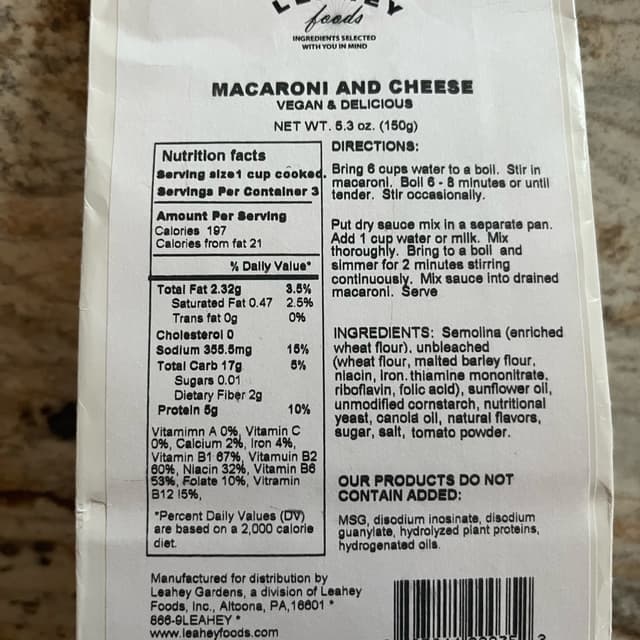 LEAHEY
foods
INGREDIENTS SELECTED
WITH YOU IN MIND
MACARONI AND CHEESE
VEGAN & DELICIOUS
NET WT. 5.3 oz. (150g)
Nutrition facts
Serving size1 cup cooked.
Servings Per Container 3
Amount Per Serving
Calories 197
Calories from fat 21
% Daily Value*
Total Fat 2.32g 3.5%
Saturated Fat 0.47 2.5%
Trans fat 0g 0%
Cholesterol 0
Sodium 355.5mg 15%
Total Carb 17g 5%
Sugars 0.01
Dietary Fiber 2g
Protein 5g 10%
Vitamimn A 0%, Vitamin C
0%, Calcium 2%, Iron 4%,
Vitamin B1 67%, Vitamuin B2
60%, Niacin 32%, Vitamin B6
53%, Folate 10%, Vitramin
B12 15%,
*Percent Daily Values (DV)
are based on a 2,000 calorie
diet.
DIRECTIONS:
Bring 6 cups water to a boil. Stir in
macaroni. Boil 6 - 8 minutes or until
tender. Stir occasionally.
Put dry sauce mix in a separate pan.
Add 1 cup water or milk. Mix
thoroughly. Bring to a boil and
simmer for 2 minutes stirring
continuously. Mix sauce into drained
macaroni. Serve
INGREDIENTS: Semolina (enriched
wheat flour), unbleached
(wheat flour, malted barley flour,
niacin, iron. thiamine mononitrate,
riboflavin, folic acid), sunflower oil,
unmodified cornstarch, nutritional
yeast, canola oil, natural flavors,
sugar, salt, tomato powder.
OUR PRODUCTS DO NOT
CONTAIN ADDED:
MSG, disodium inosinate, disodium
guanylate, hydrolyzed plant proteins,
hydrogenated oils.
Manufactured for distribution by
Leahey Gardens, a division of Leahey
Foods, Inc., Altoona, PA,16601 *
866-9LEAHEY *
www.leaheyfoods.com